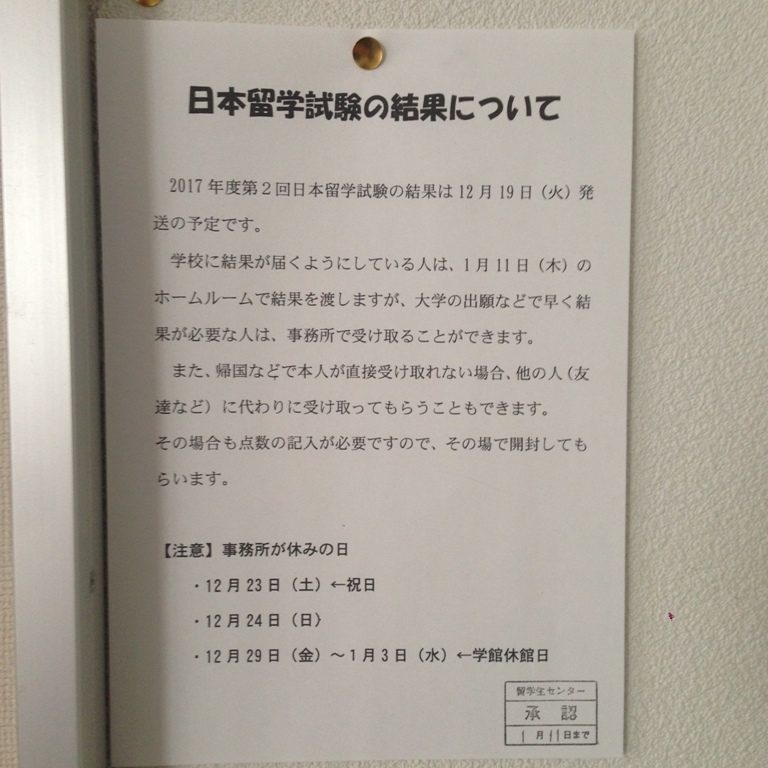 日本留学試験の結果について
2017年度第2回日本留学試験の結果は12月19日（火）発
送の予定です。
学校に結果が届くようにしている人は、1月11日（木）の
ホームルームで結果を渡しますが、大学の出願などで早く結
果が必要な人は、事務所で受け取ることができます。
また、帰国などで本人が直接受け取れない場合、他の人（友
達など）に代わりに受け取ってもらうこともできます。
その場合も点数の記入が必要ですので、その場で開封しても
らいます。
【注意】事務所が休みの日
・12月23日（土）←祝日
・12月24日（日）
・12月29日（金）～1月3日（水）←学館休館日
留学生センター
承認
1月11日まで